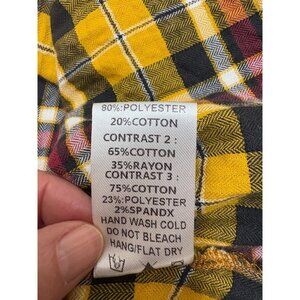 80%:POLYESTER
20%COTTON
CONTRAST 2 :
65%COTTON
35%RAYON
CONTRAST 3 :
75%COTTON
23%:POLYESTER
2%SPANDX
HAND WASH COLD
DO NOT BLEACH
HANG/FLAT DRY